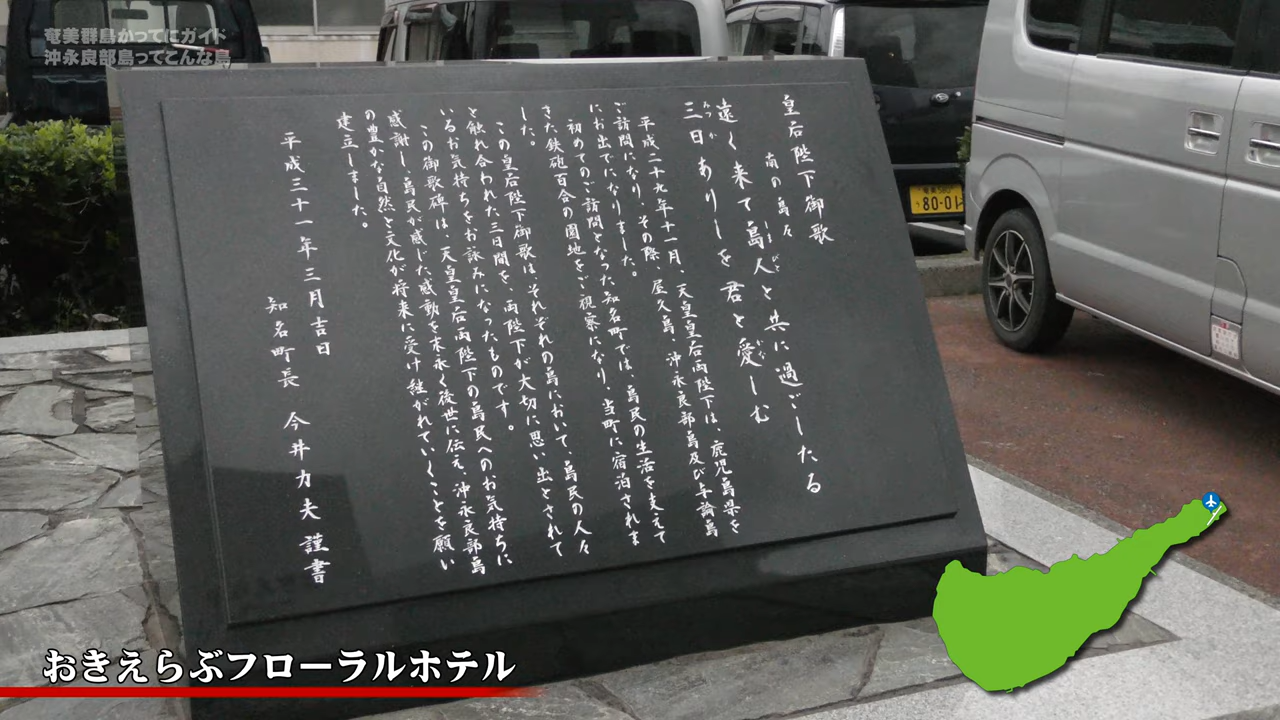 奄美群島かってにガイド
沖永良部島ってこんな島
皇后陛下御歌
南の島々
遠く来て島人と共に過ごしたる
しまびと
三日ありしを君と愛しむ
みっか
かな
平成二十九年十一月、天皇皇后両陛下は、鹿児島県を
ご訪問になり、その際、屋久島、沖永良部島及び与論島
にお出でになりました。
初めてのご訪問となった知名町では、島民の生活を支えて
きた鉄砲百合の園地をご視察になり、当町に宿泊されま
した。
この皇后陛下御歌は、それぞれの島において、島民の人々
と触れ合われた三日間を、両陛下が大切に思い出とされて
いるお気持ちをお詠みになったものです。
この御歌碑は、天皇皇后両陛下の島民へのお気持ちに
感謝し、島民が感じた感動を末永く後世に伝え、沖永良部島
の豊かな自然と文化が将来に受け継がれていくことを願い
建立しました。
平成三十一年三月吉日
知名町長 今井力夫 謹書
80-01
おきえらぶフローラルホテル